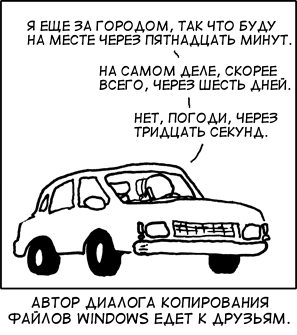 Я ЕЩЕ ЗА ГОРОДОМ, ТАК ЧТО БУДУ
НА МЕСТЕ ЧЕРЕЗ ПЯТНАДЦАТЬ МИНУТ.
НА САМОМ ДЕЛЕ, СКОРЕЕ
ВСЕГО, ЧЕРЕЗ ШЕСТЬ ДНЕЙ.
НЕТ, ПОГОДИ, ЧЕРЕЗ
ТРИДЦАТЬ СЕКУНД.
АВТОР ДИАЛОГА КОПИРОВАНИЯ
ФАЙЛОВ WINDOWS ЕДЕТ К ДРУЗЬЯМ.